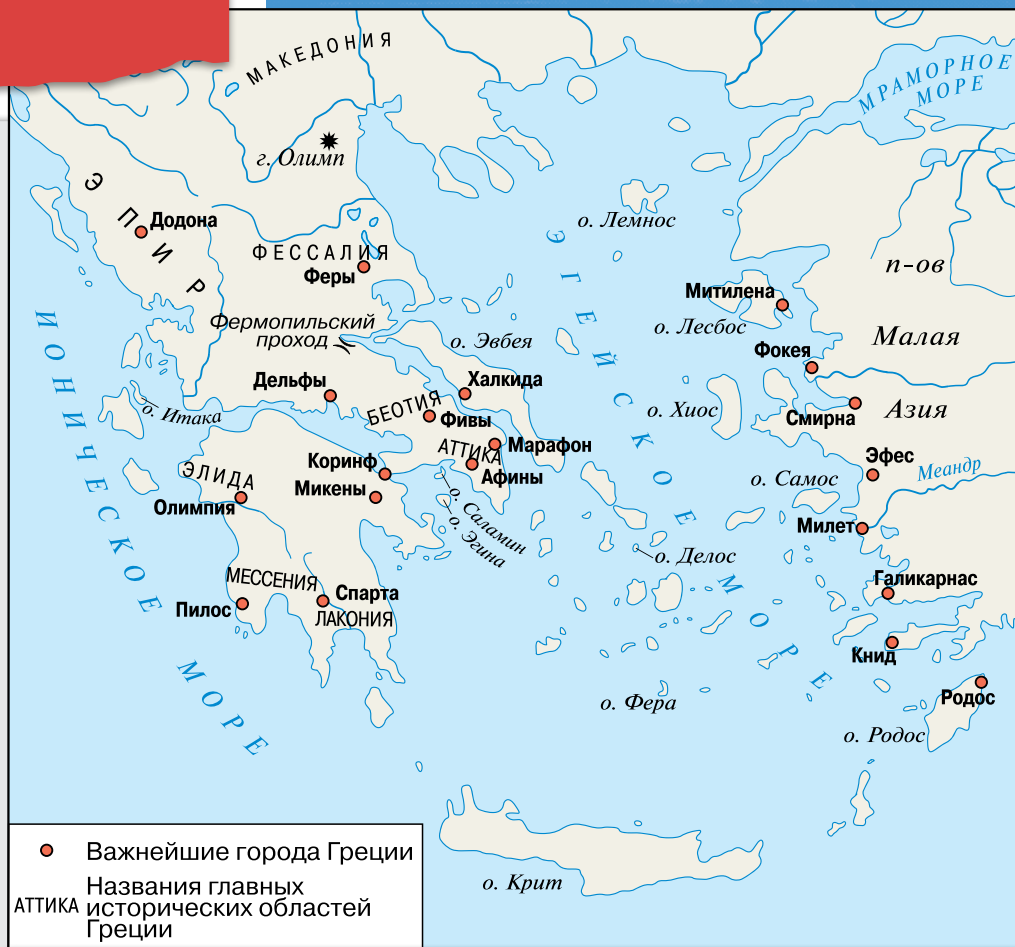 МАКЕДОНИЯ
МРАМОРНОЕ
МОРЕ
г. Олимп
ЭПИР
Додона
о. Лемнос
ФЕССАЛИЯ
Феры
ЭГЕЙСКОЕ МОРЕ
п-ов
Малая
Азия
Митилена
о. Лесбос
Фермопильский
проход
о. Эвбея
Фокея
ИОНИЧЕСКОЕ МОРЕ
Дельфы
Халкида
о. Итака
БЕОТИЯ
Фивы
о. Хиос
Смирна
АТТИКА
Марафон
Афины
Коринф
Микены
ЭЛИДА
Олимпия
о. Саламин
о. Эгина
Эфес
Меандр
о. Самос
Милет
о. Делос
МЕССЕНИЯ
Спарта
Пилос
ЛАКОНИЯ
Галикарнас
Книд
о. Фера
Родос
о. Родос
о. Крит
Важнейшие города Греции
АТТИКА
Названия главных
исторических областей
Греции